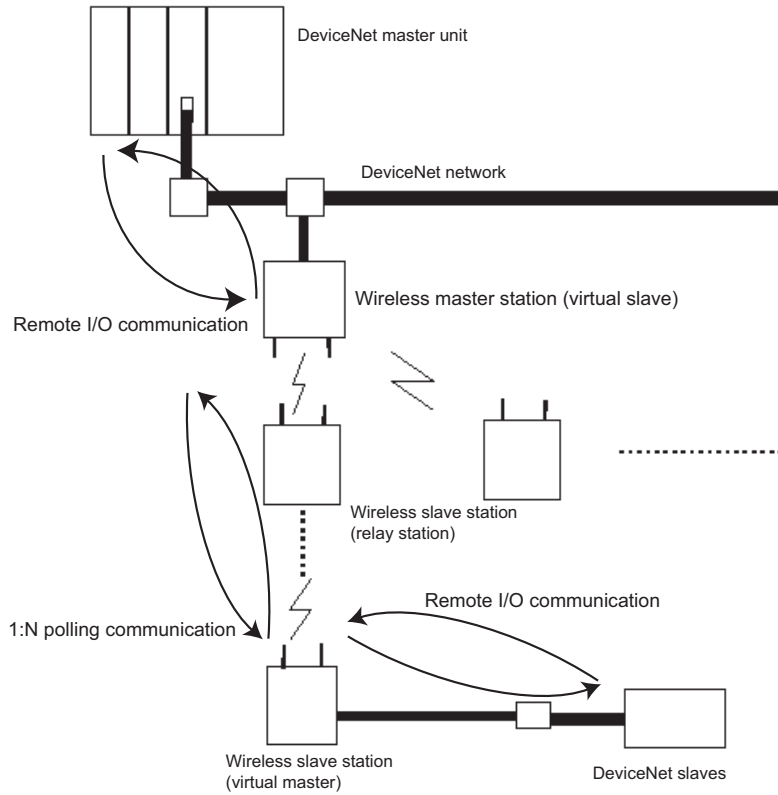 DeviceNet master unit
DeviceNet network
Wireless master station (virtual slave)
Remote I/O communication
Wireless slave station
(relay station)
Remote I/O communication
1:N polling communication
Wireless slave station
(virtual master)
DeviceNet slaves